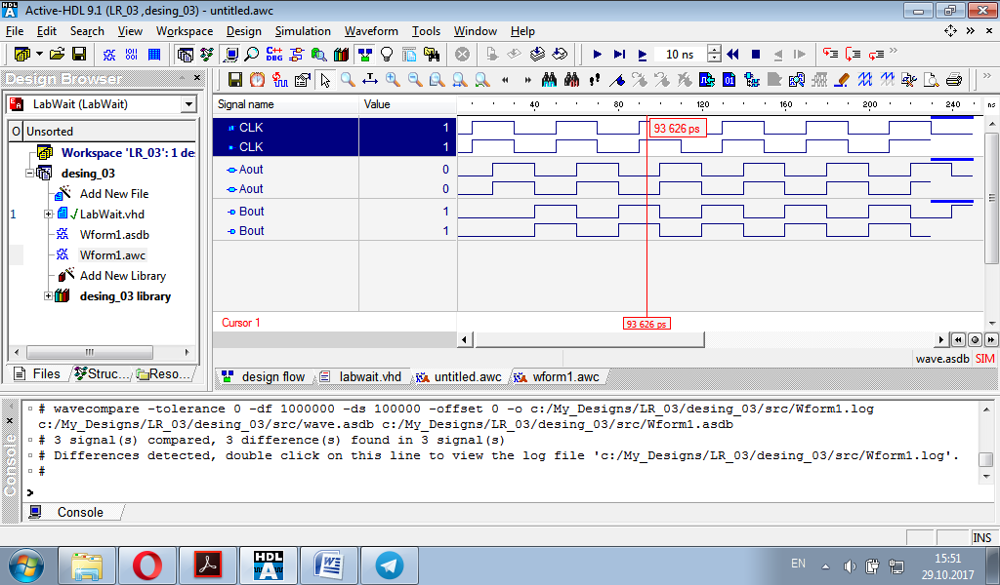 Active-HDL 9.1 (LR_03 ,desing_03) - untitled.awc
File Edit Search View Workspace Design Simulation Waveform Tools Window Help
10 ns
Design Browser
LabWait (LabWait)
O Unsorted
Workspace 'LR_03': 1 de
desing_03
Add New File
1 LabWait.vhd
Wform1.asdb
Wform1.awc
Add New Library
desing_03 library
Files Struc... Reso...
Signal name Value 40 80 120 160 200 240 ns
CLK 1
CLK 1
Aout 0
Aout 0
Bout 1
Bout 1
93 626 ps
Cursor 1
93 626 ps
wave.asdb SIM
design flow labwait.vhd untitled.awc wform1.awc
# wavecompare -tolerance 0 -df 1000000 -ds 100000 -offset 0 -o c:/My_Designs/LR_03/desing_03/src/Wform1.log
c:/My_Designs/LR_03/desing_03/src/wave.asdb c:/My_Designs/LR_03/desing_03/src/Wform1.asdb
# 3 signal(s) compared, 3 difference(s) found in 3 signal(s)
# Differences detected, double click on this line to view the log file 'c:/My_Designs/LR_03/desing_03/src/Wform1.log'.
#
>
Console
Console
INS
HDL
EN
15:51
29.10.2017